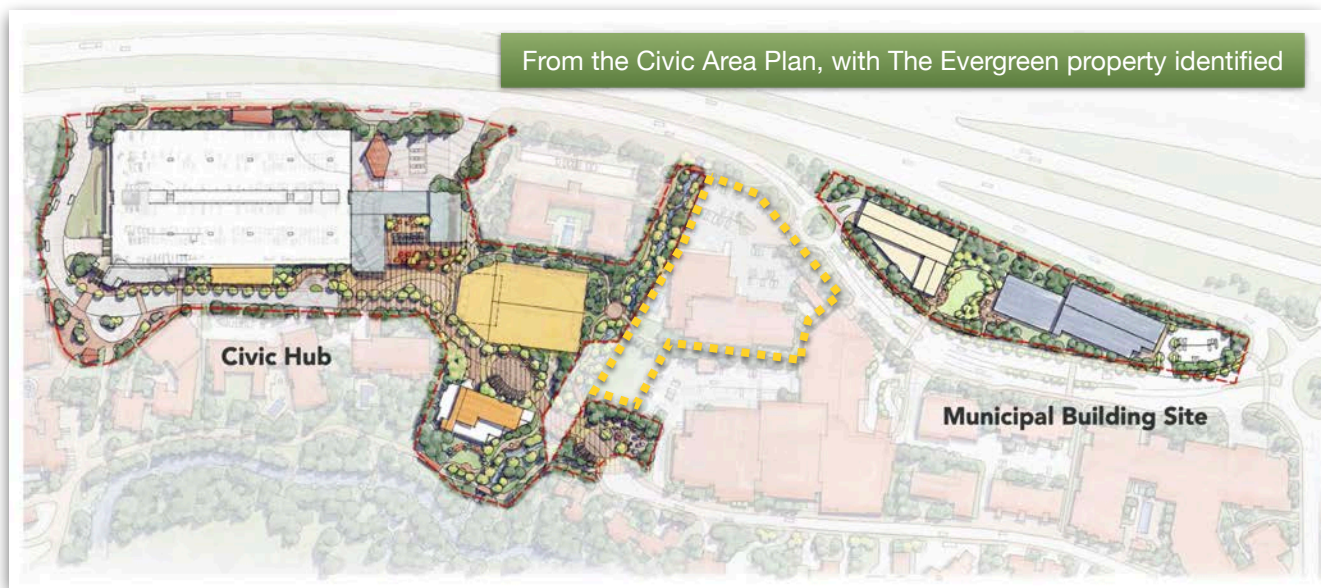 From the Civic Area Plan, with The Evergreen property identified
Civic Hub
Municipal Building Site